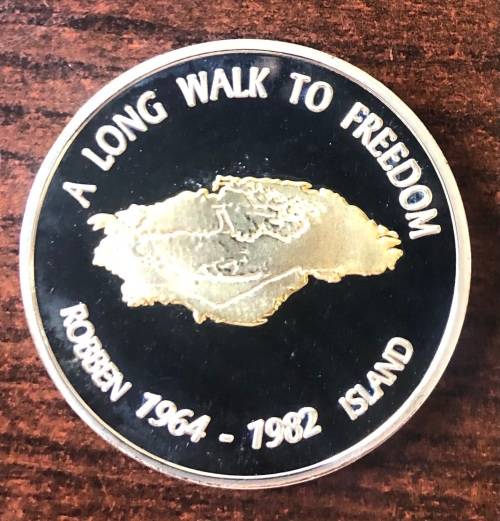 A LONG WALK TO FREEDOM
ROBBEN 1964 - 1982 ISLAND